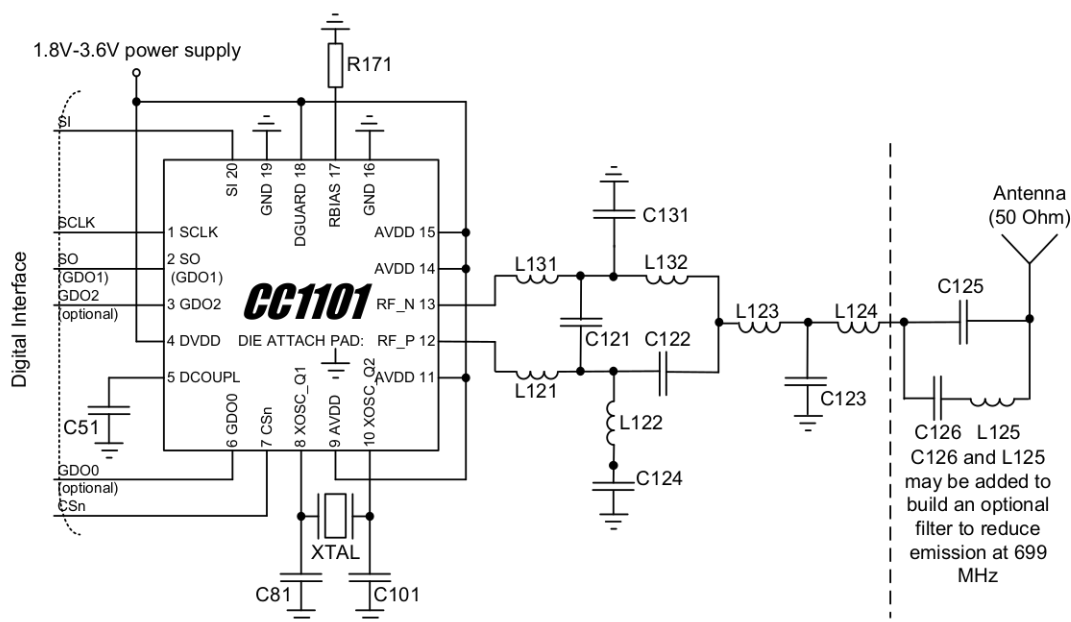 1.8V-3.6V power supply
R171
SI
SI 20
GND 19
DGUARD 18
RBIAS 17
GND 16
Antenna
(50 Ohm)
C131
SCLK
1 SCLK
AVDD 15
SO
2 SO
(GDO1)
(GDO1)
AVDD 14
L131
L132
C125
GDO2
(optional)
3 GDO2
CC1101
RF_N 13
L123
L124
Digital Interface
4 DVDD
DIE ATTACH PAD:
RF_P 12
C121
C122
5 DCOUPL
AVDD 11
L121
C123
C51
6 GDO0
7 CSn
8 XOSC_Q1
9 AVDD
10 XOSC_Q2
L122
C126
L125
GDO0
(optional)
CSn
C124
XTAL
C81
C101
C126 and L125
may be added to
build an optional
filter to reduce
emission at 699
MHz